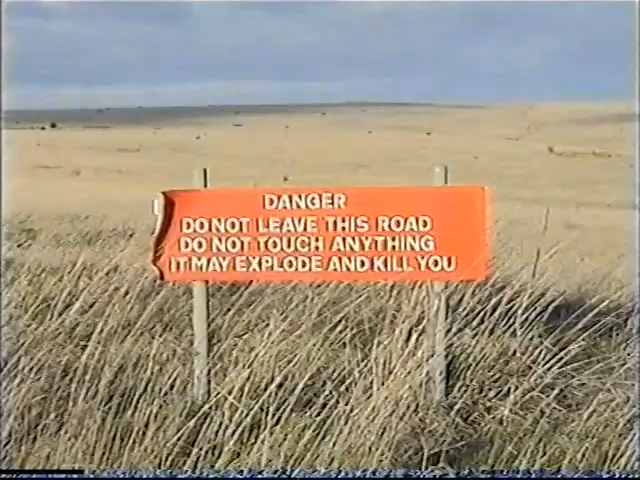 DANGER
DO NOT LEAVE THIS ROAD
DO NOT TOUCH ANYTHING
IT MAY EXPLODE AND KILL YOU